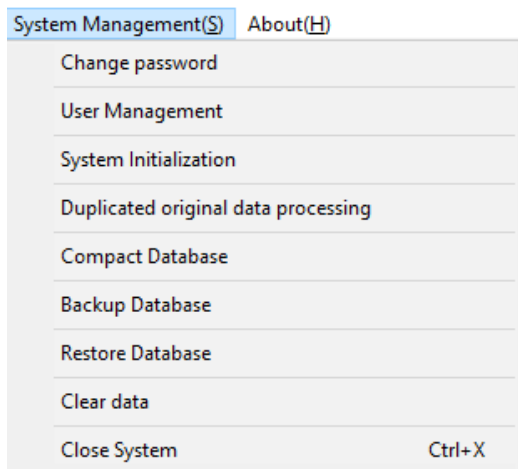 System Management(S) About(H)
Change password
User Management
System Initialization
Duplicated original data processing
Compact Database
Backup Database
Restore Database
Clear data
Close System Ctrl+X